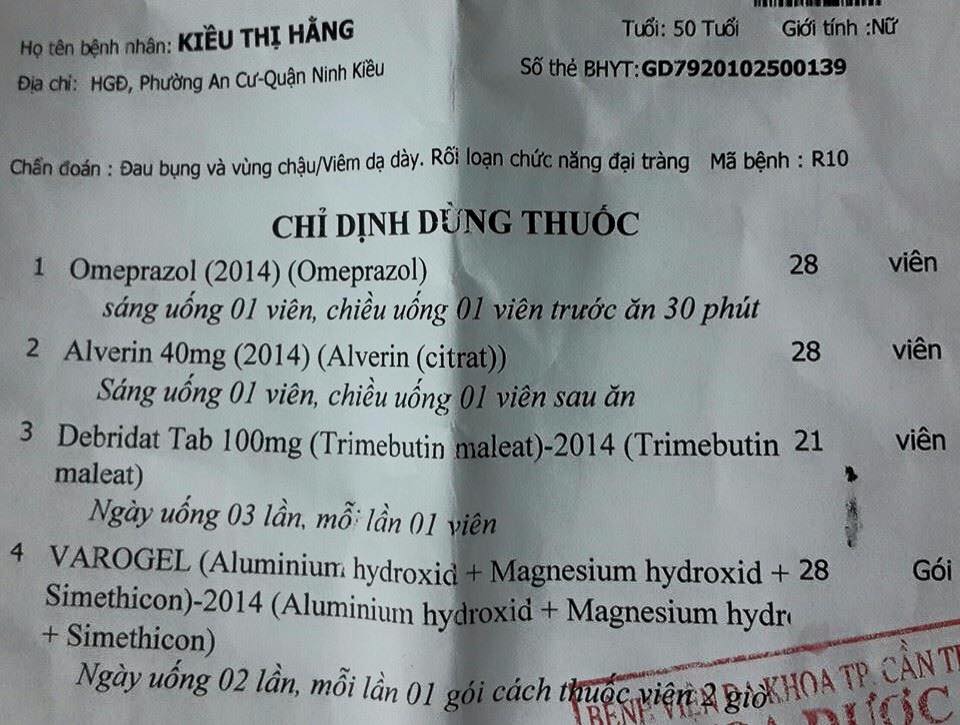 Họ tên bệnh nhân: KIỀU THỊ HẰNG Tuổi: 50 Tuổi Giới tính :Nữ
Địa chỉ: HGĐ, Phường An Cư-Quận Ninh Kiều Số thẻ BHYT:GD7920102500139
Chẩn đoán : Đau bụng và vùng chậu/Viêm dạ dày. Rối loạn chức năng đại tràng Mã bệnh : R10
CHỈ DỊNH DÙNG THUỐC
1 Omeprazol (2014) (Omeprazol) 28 viên
sáng uống 01 viên, chiều uống 01 viên trước ăn 30 phút
2 Alverin 40mg (2014) (Alverin (citrat)) 28 viên
Sáng uống 01 viên, chiều uống 01 viên sau ăn
3 Debridat Tab 100mg (Trimebutin maleat)-2014 (Trimebutin 21 viên
maleat)
Ngày uống 03 lần, mỗi lần 01 viên
4 VAROGEL (Aluminium hydroxid + Magnesium hydroxid + 28 Gói
Simethicon)-2014 (Aluminium hydroxid + Magnesium hydr
+ Simethicon)
Ngày uống 02 lần, mỗi lần 01 gói cách thuốc viên 2 giờ
BỆNH VIỆN ĐA KHOA TP. CẦN T
DƯỢC